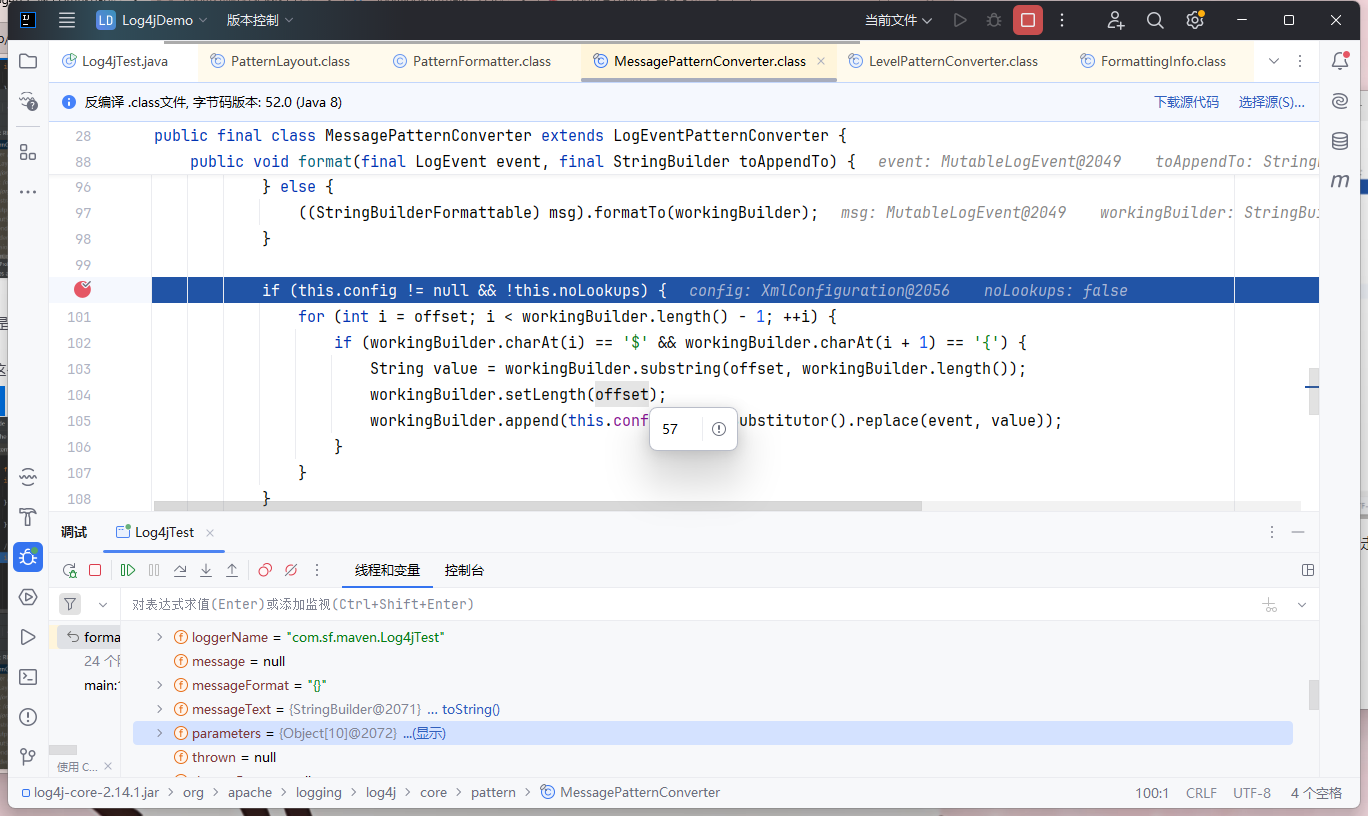 LD Log4jDemo 版本控制 当前文件
Log4jTest.java PatternLayout.class PatternFormatter.class MessagePatternConverter.class LevelPatternConverter.class FormattingInfo.class
反编译 .class文件, 字节码版本: 52.0 (Java 8) 下载源代码 选择源(S)...
28 public final class MessagePatternConverter extends LogEventPatternConverter {
88 public void format(final LogEvent event, final StringBuilder toAppendTo) { event: MutableLogEvent@2049 toAppendTo: StringB
96 } else {
97 ((StringBuilderFormattable) msg).formatTo(workingBuilder); msg: MutableLogEvent@2049 workingBuilder: StringBui
98 }
99
if (this.config != null && !this.noLookups) { config: XmlConfiguration@2056 noLookups: false
101 for (int i = offset; i < workingBuilder.length() - 1; ++i) {
102 if (workingBuilder.charAt(i) == '$' && workingBuilder.charAt(i + 1) == '{') {
103 String value = workingBuilder.substring(offset, workingBuilder.length());
104 workingBuilder.setLength(offset);
105 workingBuilder.append(this.conf ubstitutor().replace(event, value));
57
106 }
107 }
108 }
调试 Log4jTest
线程和变量 控制台
对表达式求值(Enter)或添加监视(Ctrl+Shift+Enter)
forma
24 个
main:
使用 C...
loggerName = "com.sf.maven.Log4jTest"
message = null
messageFormat = "{}"
messageText = {StringBuilder@2071} ... toString()
parameters = {Object[10]@2072} ...(显示)
thrown = null
log4j-core-2.14.1.jar > org > apache > logging > log4j > core > pattern > MessagePatternConverter 100:1 CRLF UTF-8 4 个空格